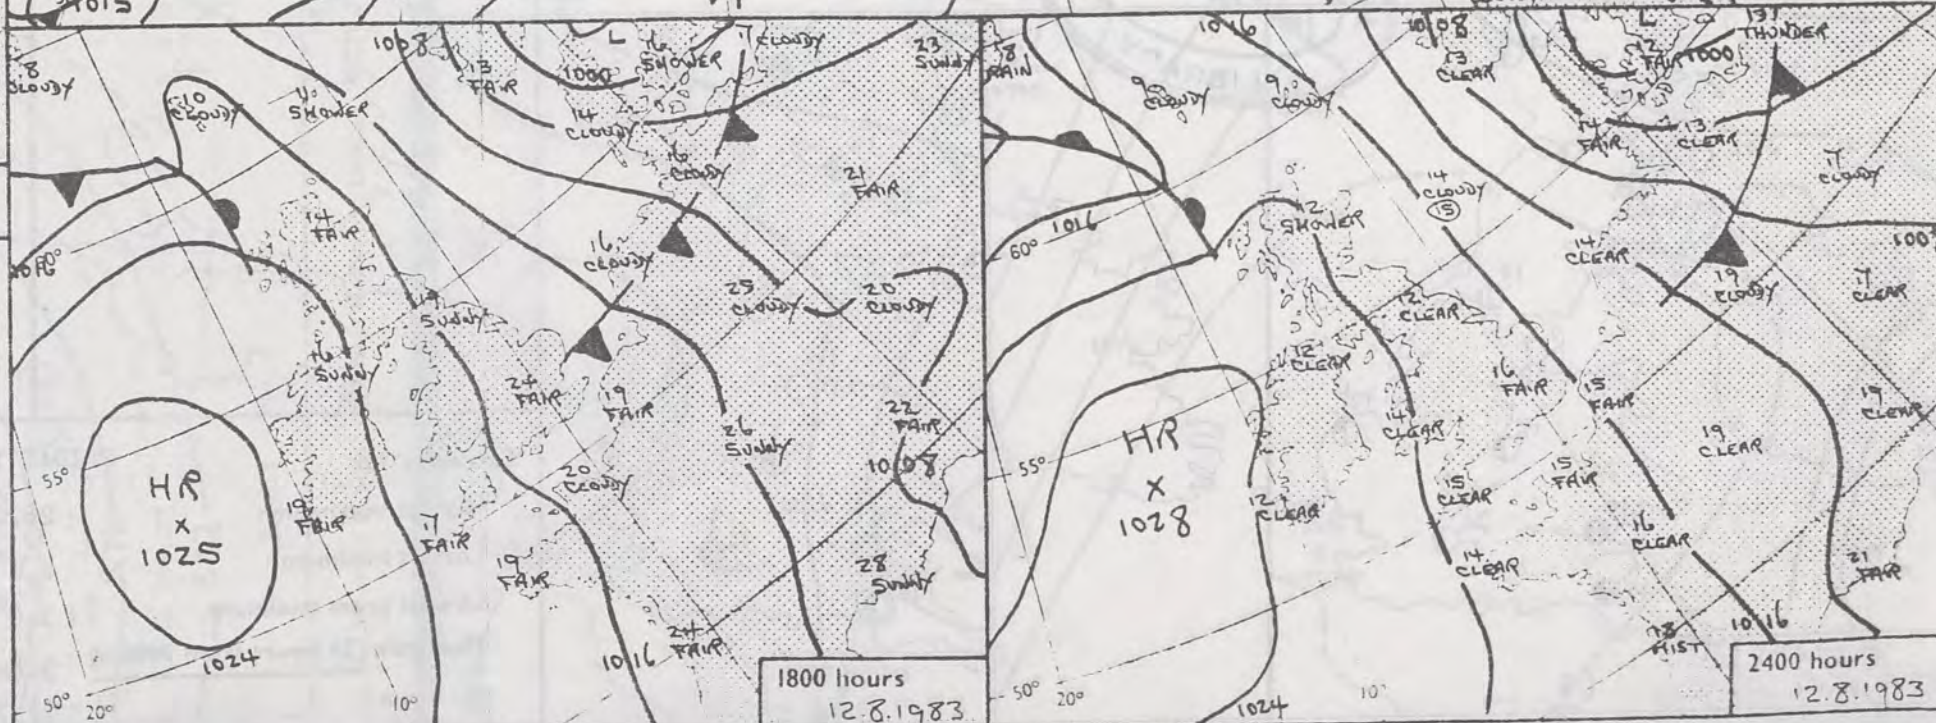 1015
1008
L
16
SHOWER
17
CLOUDY
23
SUNNY
8
CLOUDY
10
CLOUDY
11
SHOWER
13
FAIR
1000
14
CLOUDY
16
CLOUDY
21
FAIR
14
FAIR
16
CLOUDY
1016
60°
19
SUNNY
25
CLOUDY
20
CLOUDY
16
SUNNY
24
FAIR
19
FAIR
26
SUNNY
22
FAIR
1008
55°
HR
x
1025
19
FAIR
17
FAIR
20
CLOUDY
19
FAIR
28
SUNNY
24
FAIR
1024
1016
50°
20°
10°
1800 hours
12.8.1983
1016
1008
L
12
FAIR
1000
13
THUNDER
8
RAIN
9
CLOUDY
9
CLOUDY
13
CLEAR
14
FAIR
13
CLEAR
17
CLOUDY
14
CLOUDY
15
1016
60°
12
SHOWER
14
CLEAR
19
CLOUDY
17
CLEAR
12
CLEAR
12
CLEAR
16
FAIR
15
FAIR
19
CLEAR
14
CLEAR
19
CLEAR
55°
HR
x
1028
12
CLEAR
15
CLEAR
15
FAIR
16
CLEAR
14
CLEAR
21
FAIR
18
MIST
1016
50°
20°
10°
1024
2400 hours
12.8.1983